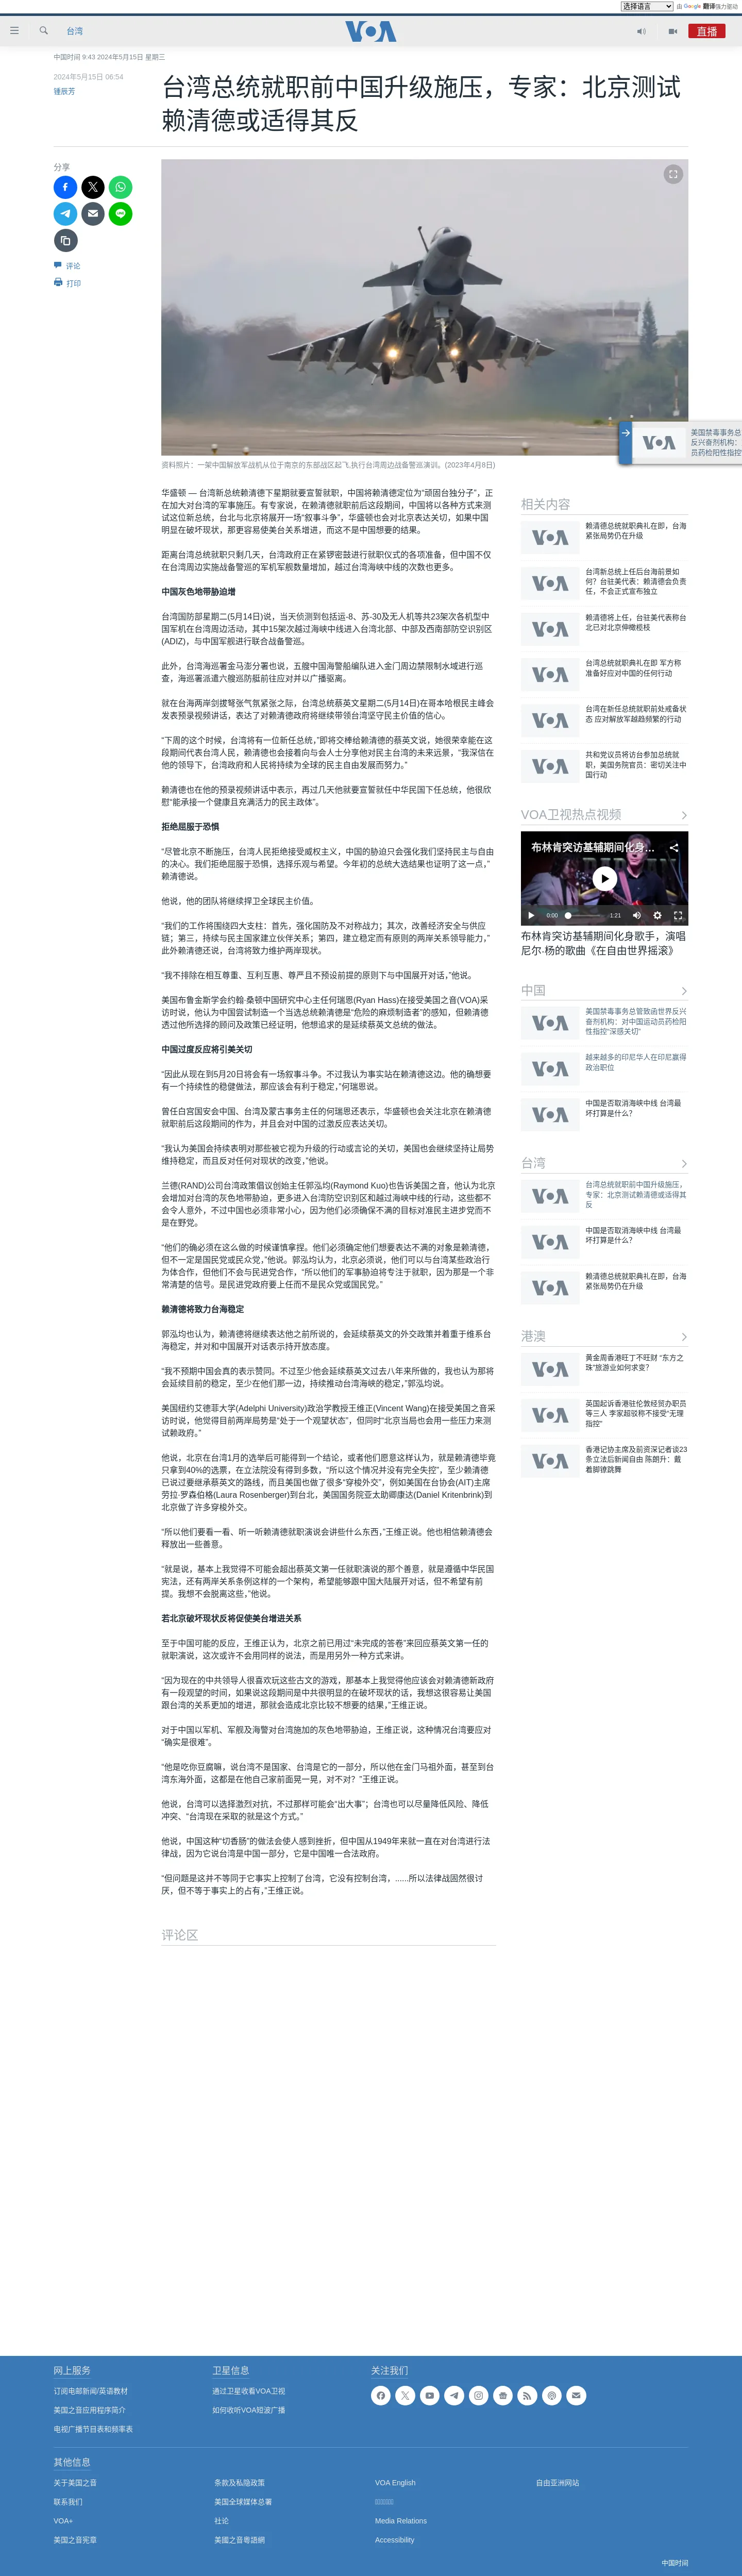 选择语言 由 Google 翻译强力驱动
台湾
VOA
直播
中国时间 9:43 2024年5月15日 星期三
2024年5月15日 06:54
锺辰芳
台湾总统就职前中国升级施压，专家：北京测试
赖清德或适得其反
分享
评论
打印
资料照片：一架中国解放军战机从位于南京的东部战区起飞,执行台湾周边战备警巡演训。(2023年4月8日)
美国禁毒事务总
反兴奋剂机构:
员药检阳性指控
华盛顿 — 台湾新总统赖清德下星期就要宣誓就职，中国将赖清德定位为“顽固台独分子”，正
在加大对台湾的军事施压。有专家说，在赖清德就职前后这段期间，中国将以各种方式来测
试这位新总统，台北与北京将展开一场“叙事斗争”，华盛顿也会对北京表达关切，如果中国
明显在破坏现状，那更容易使美台关系增进，而这不是中国想要的结果。
距离台湾总统就职只剩几天，台湾政府正在紧锣密鼓进行就职仪式的各项准备，但中国不仅
在台湾周边实施战备警巡的军机军舰数量增加，越过台湾海峡中线的次数也更多。
中国灰色地带胁迫增
台湾国防部星期二(5月14日)说，当天侦测到包括运-8、苏-30及无人机等共23架次各机型中
国军机在台湾周边活动，其中15架次越过海峡中线进入台湾北部、中部及西南部防空识别区
(ADIZ)，与中国军舰进行联合战备警巡。
此外，台湾海巡署金马澎分署也说，五艘中国海警船编队进入金门周边禁限制水域进行巡
查，海巡署派遣六艘巡防艇前往应对并以广播驱离。
就在台海两岸剑拔弩张气氛紧张之际，台湾总统蔡英文星期二(5月14日)在哥本哈根民主峰会
发表预录视频讲话，表达了对赖清德政府将继续带领台湾坚守民主价值的信心。
“下周的这个时候，台湾将有一位新任总统，”即将交棒给赖清德的蔡英文说，她很荣幸能在这
段期间代表台湾人民，赖清德也会接着向与会人士分享他对民主台湾的未来远景，“我深信在
他的领导下，台湾政府和人民将持续为全球的民主自由发展而努力。”
赖清德也在他的预录视频讲话中表示，再过几天他就要宣誓就任中华民国下任总统，他很欣
慰“能承接一个健康且充满活力的民主政体”。
拒绝屈服于恐惧
“尽管北京不断施压，台湾人民拒绝接受威权主义，中国的胁迫只会强化我们坚持民主与自由
的决心。我们拒绝屈服于恐惧，选择乐观与希望。今年初的总统大选结果也证明了这一点，”
赖清德说。
他说，他的团队将继续捍卫全球民主价值。
“我们的工作将围绕四大支柱：首先，强化国防及不对称战力；其次，改善经济安全与供应
链；第三，持续与民主国家建立伙伴关系；第四，建立稳定而有原则的两岸关系领导能力，”
此外赖清德还说，台湾将致力维护两岸现状。
“我不排除在相互尊重、互利互惠、尊严且不预设前提的原则下与中国展开对话，”他说。
美国布鲁金斯学会约翰·桑顿中国研究中心主任何瑞恩(Ryan Hass)在接受美国之音(VOA)采
访时说，他认为中国尝试制造一个当选总统赖清德是“危险的麻烦制造者”的感知，但赖清德
透过他所选择的顾问及政策已经证明，他想追求的是延续蔡英文总统的做法。
中国过度反应将引美关切
“因此从现在到5月20日将会有一场叙事斗争。不过我认为事实站在赖清德这边。他的确想要
有一个持续性的稳健做法，那应该会有利于稳定，”何瑞恩说。
曾任白宫国安会中国、台湾及蒙古事务主任的何瑞恩还表示，华盛顿也会关注北京在赖清德
就职前后这段期间的作为，并且会对中国的过激反应表达关切。
“我认为美国会持续表明对那些被它视为升级的行动或言论的关切，美国也会继续坚持让局势
维持稳定，而且反对任何对现状的改变，”他说。
兰德(RAND)公司台湾政策倡议创始主任郭泓均(Raymond Kuo)也告诉美国之音，他认为北京
会增加对台湾的灰色地带胁迫，更多进入台湾防空识别区和越过海峡中线的行动，这些都不
会令人意外，不过中国也必须非常小心，因为他们必须确保不满的目标对准民主进步党而不
是在野党。
“他们的确必须在这么做的时候谨慎拿捏。他们必须确定他们想要表达不满的对象是赖清德，
但不一定是国民党或民众党，”他说。郭泓均认为，北京必须说，他们可以与台湾某些政治行
为体合作，但他们不会与民进党合作，“所以他们的军事胁迫将专注于就职，因为那是一个非
常清楚的信号。是民进党政府要上任而不是民众党或国民党。”
赖清德将致力台海稳定
郭泓均也认为，赖清德将继续表达他之前所说的，会延续蔡英文的外交政策并着重于维系台
海稳定，并对和中国展开对话表示持开放态度。
“我不预期中国会真的表示赞同。不过至少他会延续蔡英文过去八年来所做的，我也认为那将
会延续目前的稳定，至少在他们那一边，持续推动台湾海峡的稳定，”郭泓均说。
美国纽约艾德菲大学(Adelphi University)政治学教授王维正(Vincent Wang)在接受美国之音采
访时说，他觉得目前两岸局势是“处于一个观望状态”，但同时“北京当局也会用一些压力来测
试赖政府。”
他说，北京在台湾1月的选举后可能得到一个结论，或者他们愿意这样认为，就是赖清德毕竟
只拿到40%的选票，在立法院没有得到多数，“所以这个情况并没有完全失控”，至少赖清德
已说过要继承蔡英文的路线，而且美国也做了很多“穿梭外交”，例如美国在台协会(AIT)主席
劳拉·罗森伯格(Laura Rosenberger)到台北，美国国务院亚太助卿康达(Daniel Kritenbrink)到
北京做了许多穿梭外交。
“所以他们要看一看、听一听赖清德就职演说会讲些什么东西，”王维正说。他也相信赖清德会
释放出一些善意。
“就是说，基本上我觉得不可能会超出蔡英文第一任就职演说的那个善意，就是遵循中华民国
宪法，还有两岸关系条例这样的一个架构，希望能够跟中国大陆展开对话，但不希望有前
提。我想不会脱离这些，”他说。
若北京破坏现状反将促使美台增进关系
至于中国可能的反应，王维正认为，北京之前已用过“未完成的答卷”来回应蔡英文第一任的
就职演说，这次或许不会用同样的说法，而是用另外一种方式来讲。
“因为现在的中共领导人很喜欢玩这些古文的游戏，那基本上我觉得他应该会对赖清德新政府
有一段观望的时间，如果说这段期间是中共很明显的在破坏现状的话，我想这很容易让美国
跟台湾的关系更加的增进，那就会造成北京比较不想要的结果，”王维正说。
对于中国以军机、军舰及海警对台湾施加的灰色地带胁迫，王维正说，这种情况台湾要应对
“确实是很难”。
“他是吃你豆腐嘛，说台湾不是国家、台湾是它的一部分，所以他在金门马祖外面，甚至到台
湾东海外面，这都是在他自己家前面晃一晃，对不对？”王维正说。
他说，台湾可以选择激烈对抗，不过那样可能会“出大事”；台湾也可以尽量降低风险、降低
冲突、“台湾现在采取的就是这个方式。”
他说，中国这种“切香肠”的做法会使人感到挫折，但中国从1949年来就一直在对台湾进行法
律战，因为它说台湾是中国一部分，它是中国唯一合法政府。
“但问题是这并不等同于它事实上控制了台湾，它没有控制台湾，......所以法律战固然很讨
厌，但不等于事实上的占有，”王维正说。
评论区
相关内容
赖清德总统就职典礼在即，台海
紧张局势仍在升级
台湾新总统上任后台海前景如
何？台驻美代表：赖清德会负责
任，不会正式宣布独立
赖清德将上任，台驻美代表称台
北已对北京伸橄榄枝
台湾总统就职典礼在即 军方称
准备好应对中国的任何行动
台湾在新任总统就职前处戒备状
态 应对解放军越趋频繁的行动
共和党议员将访台参加总统就
职，美国务院官员：密切关注中
国行动
VOA卫视热点视频
布林肯突访基辅期间化身...
0:00 -1:21
布林肯突访基辅期间化身歌手，演唱
尼尔·杨的歌曲《在自由世界摇滚》
中国
美国禁毒事务总管致函世界反兴
奋剂机构：对中国运动员药检阳
性指控“深感关切”
越来越多的印尼华人在印尼赢得
政治职位
中国是否取消海峡中线 台湾最
坏打算是什么？
台湾
台湾总统就职前中国升级施压，
专家：北京测试赖清德或适得其
反
中国是否取消海峡中线 台湾最
坏打算是什么？
赖清德总统就职典礼在即，台海
紧张局势仍在升级
港澳
黄金周香港旺丁不旺财 “东方之
珠”旅游业如何求变？
英国起诉香港驻伦敦经贸办职员
等三人 李家超驳称不接受“无理
指控”
香港记协主席及前资深记者谈23
条立法后新闻自由 陈朗升：戴
着脚镣跳舞
网上服务
订阅电邮新闻/英语教材
美国之音应用程序简介
电视广播节目表和频率表
卫星信息
通过卫星收看VOA卫视
如何收听VOA短波广播
关注我们
其他信息
关于美国之音
条款及私隐政策
VOA English
自由亚洲网站
联系我们
美国全球媒体总署
VOA+
社论
Media Relations
美国之音宪章
美國之音粵語網
Accessibility
中国时间